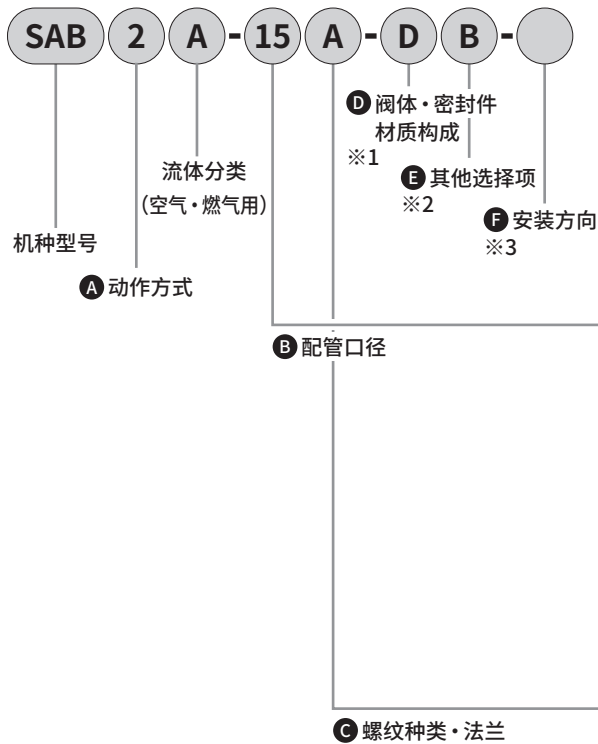 SAB 2 A - 15 A - D B -
D 阀体・密封件
材质构成
※1
流体分类
(空气・燃气用)
E 其他选择项
※2
F 安装方向
※3
机种型号
A 动作方式
B 配管口径
C 螺纹种类・法兰